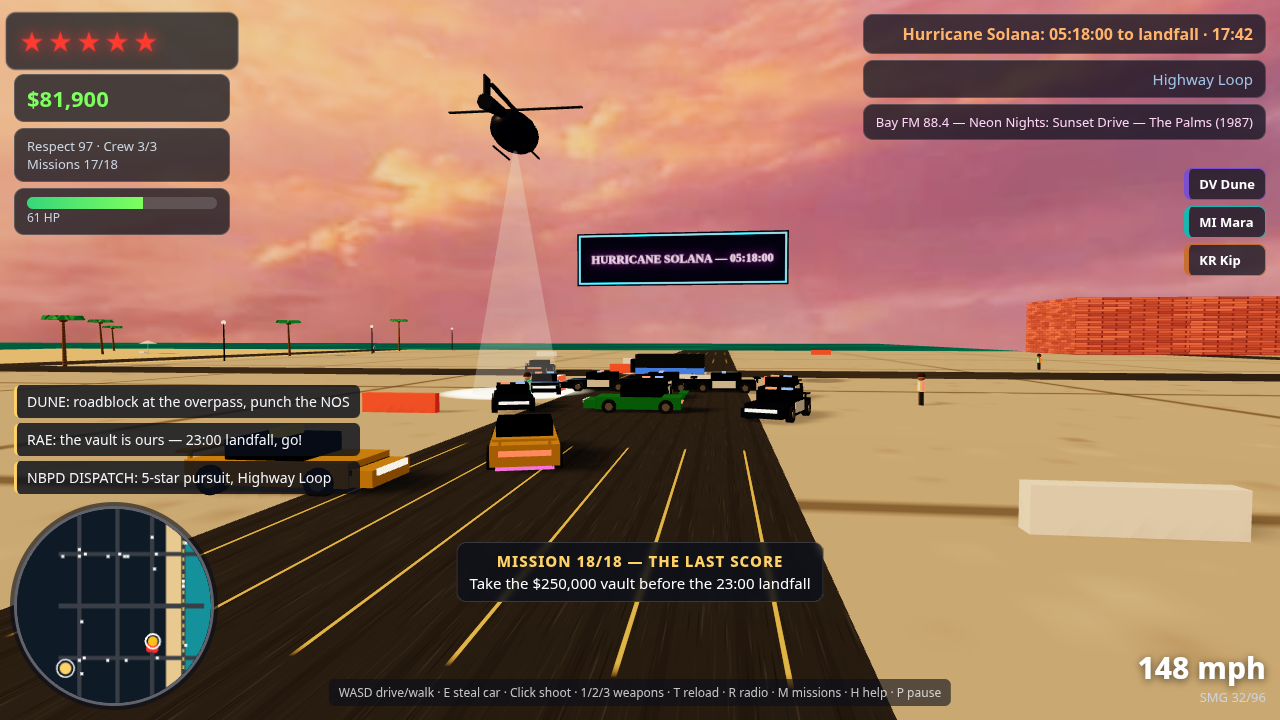 ★★★★★
$81,900
Respect 97 · Crew 3/3
Missions 17/18
61 HP
Hurricane Solana: 05:18:00 to landfall · 17:42
Highway Loop
Bay FM 88.4 — Neon Nights: Sunset Drive — The Palms (1987)
DV Dune
MI Mara
KR Kip
HURRICANE SOLANA — 05:18:00
DUNE: roadblock at the overpass, punch the NOS
RAE: the vault is ours — 23:00 landfall, go!
NBPD DISPATCH: 5-star pursuit, Highway Loop
MISSION 18/18 — THE LAST SCORE
Take the $250,000 vault before the 23:00 landfall
WASD drive/walk · E steal car · Click shoot · 1/2/3 weapons · T reload · R radio · M missions · H help · P pause
148 mph
SMG 32/96